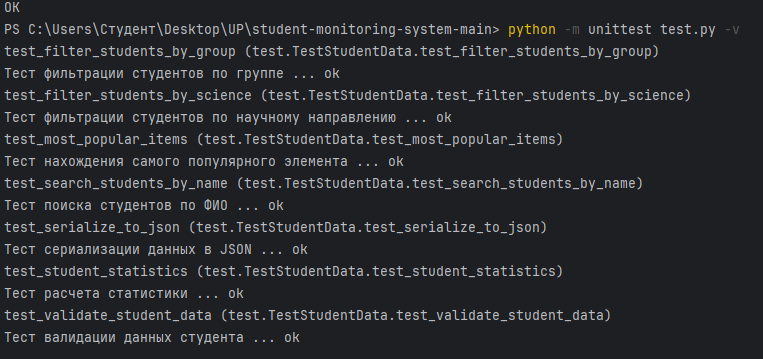 OK
PS C:\Users\Студент\Desktop\UP\student-monitoring-system-main> python -m unittest test.py -v
test_filter_students_by_group (test.TestStudentData.test_filter_students_by_group)
Тест фильтрации студентов по группе ... ok
test_filter_students_by_science (test.TestStudentData.test_filter_students_by_science)
Тест фильтрации студентов по научному направлению ... ok
test_most_popular_items (test.TestStudentData.test_most_popular_items)
Тест нахождения самого популярного элемента ... ok
test_search_students_by_name (test.TestStudentData.test_search_students_by_name)
Тест поиска студентов по ФИО ... ok
test_serialize_to_json (test.TestStudentData.test_serialize_to_json)
Тест сериализации данных в JSON ... ok
test_student_statistics (test.TestStudentData.test_student_statistics)
Тест расчета статистики ... ok
test_validate_student_data (test.TestStudentData.test_validate_student_data)
Тест валидации данных студента ... ok